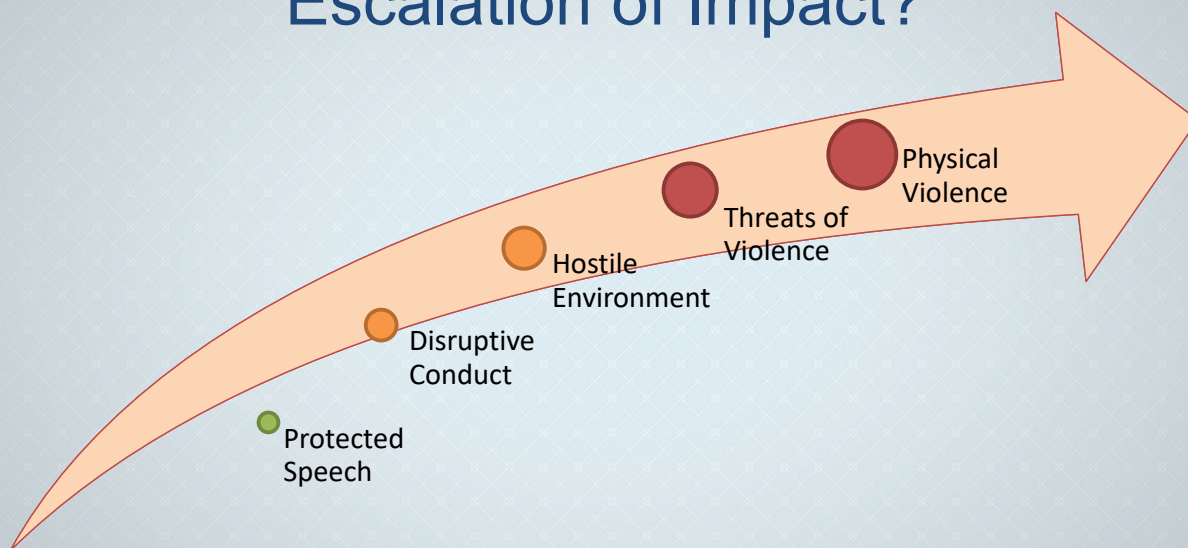 Escalation of Impact?
Physical
Violence
Threats of
Violence
Hostile
Environment
Disruptive
Conduct
Protected
Speech